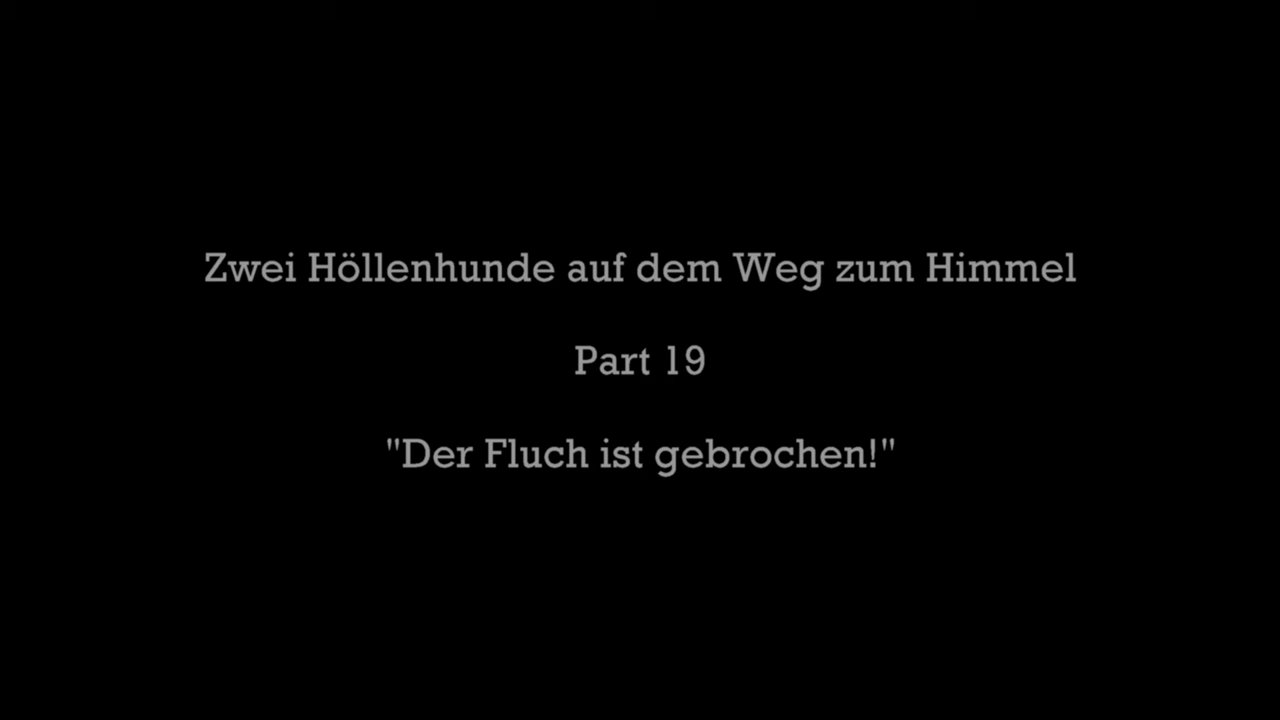 Zwei Höllenhunde auf dem Weg zum Himmel
Part 19
"Der Fluch ist gebrochen!"